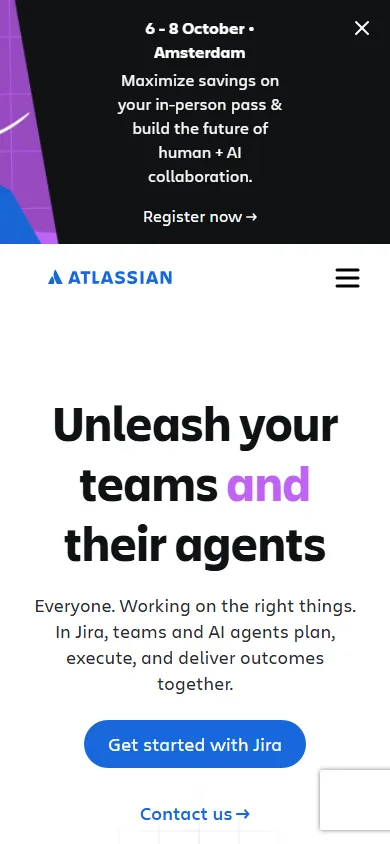 6 - 8 October •
Amsterdam
Maximize savings on
your in-person pass &
build the future of
human + AI
collaboration.
Register now →
ATLASSIAN
Unleash your
teams and
their agents
Everyone. Working on the right things.
In Jira, teams and AI agents plan,
execute, and deliver outcomes
together.
Get started with Jira
Contact us →